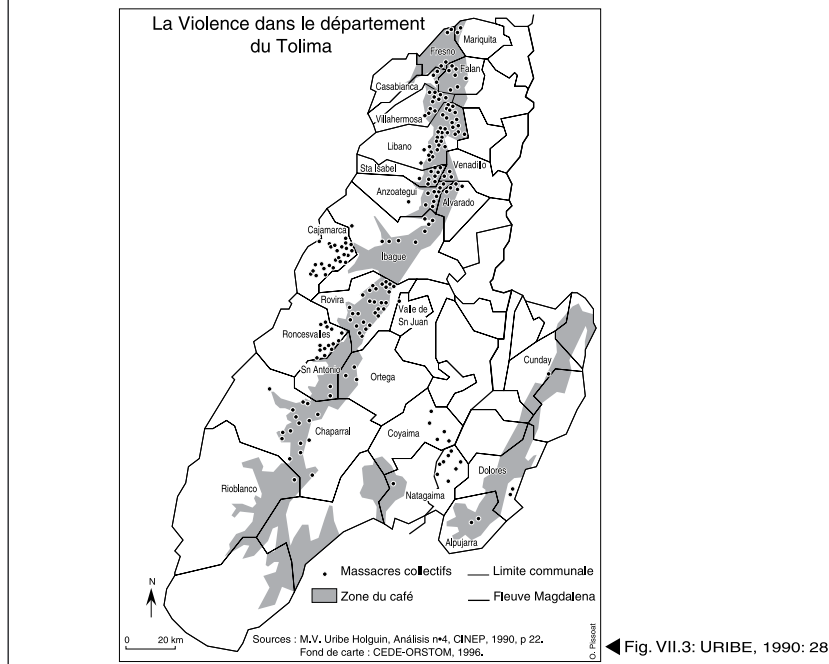 La Violence dans le département
du Tolima
Mariquita
Fresno
Falan
Casabianca
Villahermosa
Libano
Sta Isabel
Venadillo
Anzoategui
Alvarado
Cajamarca
Ibague
Rovira
Valle de
Sn Juan
Roncesvalles
Cunday
Sn Antonio
Ortega
Chaparral
Coyaima
Dolores
Rioblanco
Natagaima
Alpujarra
N
Massacres collectifs
Limite communale
Zone du café
Fleuve Magdalena
0 20 km
Sources : M.V. Uribe Holguin, Análisis n•4, CINEP, 1990, p 22.
Fond de carte : CEDE-ORSTOM, 1996.
O. Pissoat
◀ Fig. VII.3: URIBE, 1990: 28